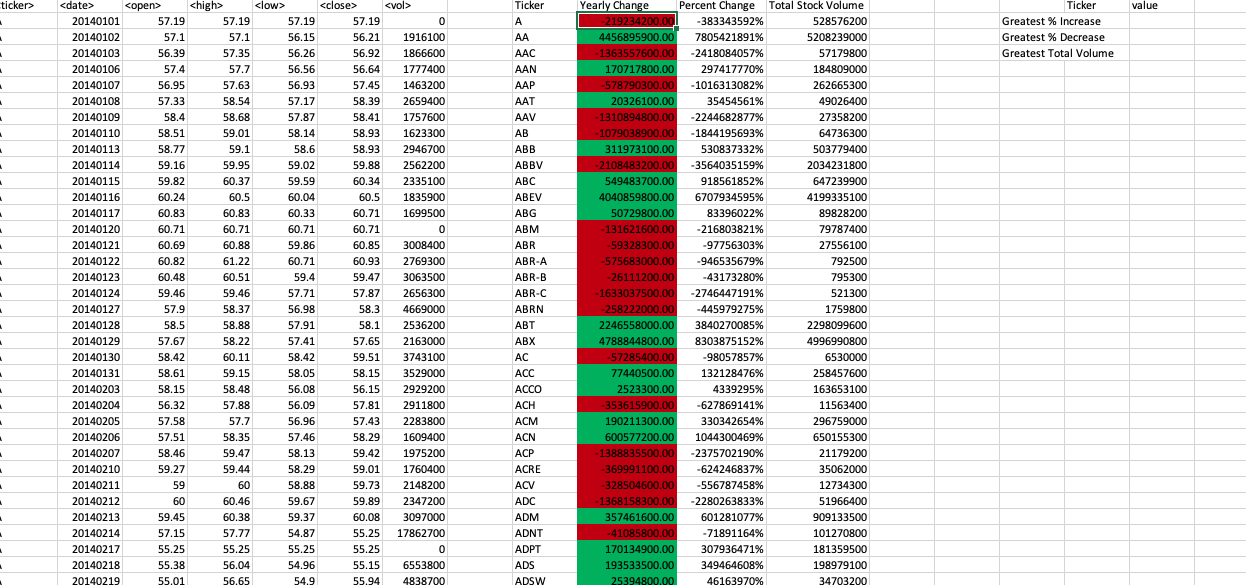 ticker> <date> <open> <high> <low> <close> <vol> Ticker Yearly Change Percent Change Total Stock Volume Ticker value
A 20140101 57.19 57.19 57.19 57.19 0 A -219234200.00 -383343592% 528576200 Greatest % Increase
A 20140102 57.1 57.1 56.15 56.21 1916100 AA 4456895900.00 7805421891% 5208239000 Greatest % Decrease
A 20140103 56.39 57.35 56.26 56.92 1866600 AAC -1363557600.00 -2418084057% 57179800 Greatest Total Volume
A 20140106 57.4 57.7 56.56 56.64 1777400 AAN 170717800.00 297417770% 184809000
A 20140107 56.95 57.63 56.93 57.45 1463200 AAP -578790300.00 -1016313082% 262665300
A 20140108 57.33 58.54 57.17 58.39 2659400 AAT 20326100.00 35454561% 49026400
A 20140109 58.4 58.68 57.87 58.41 1757600 AAV -1310894800.00 -2244682877% 27358200
A 20140110 58.51 59.01 58.14 58.93 1623300 AB -1079038900.00 -1844195693% 64736300
A 20140113 58.77 59.1 58.6 58.93 2946700 ABB 311973100.00 530837332% 503779400
A 20140114 59.16 59.95 59.02 59.88 2562200 ABBV -2108483200.00 -3564035159% 2034231800
A 20140115 59.82 60.37 59.59 60.34 2335100 ABC 549483700.00 918561852% 647239900
A 20140116 60.24 60.5 60.04 60.5 1835900 ABEV 4040859800.00 6707934595% 4199335100
A 20140117 60.83 60.83 60.33 60.71 1699500 ABG 50729800.00 83396022% 89828200
A 20140120 60.71 60.71 60.71 60.71 0 ABM -131621600.00 -216803821% 79787400
A 20140121 60.69 60.88 59.86 60.85 3008400 ABR -59328300.00 -97756303% 27556100
A 20140122 60.82 61.22 60.71 60.93 2769300 ABR-A -575683000.00 -946535679% 792500
A 20140123 60.48 60.51 59.4 59.47 3063500 ABR-B -26111200.00 -43173280% 795300
A 20140124 59.46 59.46 57.71 57.87 2656300 ABR-C -1633037500.00 -2746447191% 521300
A 20140127 57.9 58.37 56.98 58.3 4669000 ABRN -258222000.00 -445979275% 1759800
A 20140128 58.5 58.88 57.91 58.1 2536200 ABT 2246558000.00 3840270085% 2298099600
A 20140129 57.67 58.22 57.41 57.65 2163000 ABX 4788844800.00 8303875152% 4996990800
A 20140130 58.42 60.11 58.42 59.51 3743100 AC -57285400.00 -98057857% 6530000
A 20140131 58.61 59.15 58.05 58.15 3529000 ACC 77440500.00 132128476% 258457600
A 20140203 58.15 58.48 56.08 56.15 2929200 ACCO 2523300.00 4339295% 163653100
A 20140204 56.32 57.88 56.09 57.81 2911800 ACH -353615900.00 -627869141% 11563400
A 20140205 57.58 57.7 56.96 57.43 2283800 ACM 190211300.00 330342654% 296759000
A 20140206 57.51 58.35 57.46 58.29 1609400 ACN 600577200.00 1044300469% 650155300
A 20140207 58.46 59.47 58.13 59.42 1975200 ACP -1388835500.00 -2375702190% 21179200
A 20140210 59.27 59.44 58.29 59.01 1760400 ACRE -369991100.00 -624246837% 35062000
A 20140211 59 60 58.88 59.73 2148200 ACV -328504600.00 -556787458% 12734300
A 20140212 60 60.46 59.67 59.89 2347200 ADC -1368158300.00 -2280263833% 51966400
A 20140213 59.45 60.38 59.37 60.08 3097000 ADM 357461600.00 601281077% 909133500
A 20140214 57.15 57.77 54.87 55.25 17862700 ADNT -41085800.00 -71891164% 101270800
A 20140217 55.25 55.25 55.25 55.25 0 ADPT 170134900.00 307936471% 181359500
A 20140218 55.38 56.04 54.96 55.15 6553800 ADS 193533500.00 349464608% 198979100
A 20140219 55.01 56.65 54.9 55.94 4838700 ADSW 25394800.00 46163970% 34703200